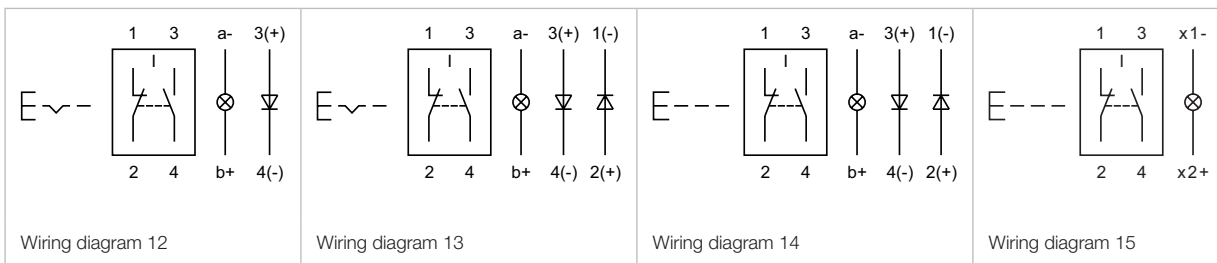 1 3 a- 3(+)
2 4 b+ 4(-)
Wiring diagram 12
1 3 a- 3(+) 1(-)
2 4 b+ 4(-) 2(+)
Wiring diagram 13
1 3 a- 3(+) 1(-)
2 4 b+ 4(-) 2(+)
Wiring diagram 14
1 3 x1-
2 4 x2+
Wiring diagram 15